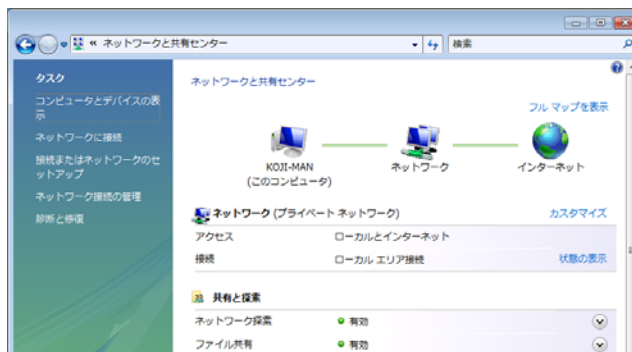 « ネットワークと共有センター
検索
タスク
コンピュータとデバイスの表
示
ネットワークに接続
接続またはネットワークのセ
ットアップ
ネットワーク接続の管理
診断と修復
ネットワークと共有センター
フル マップを表示
KOJI-MAN
(このコンピュータ)
ネットワーク
インターネット
ネットワーク (プライベート ネットワーク)
カスタマイズ
アクセス
ローカルとインターネット
接続
ローカル エリア接続
状態の表示
共有と探索
ネットワーク探索
有効
ファイル共有
有効